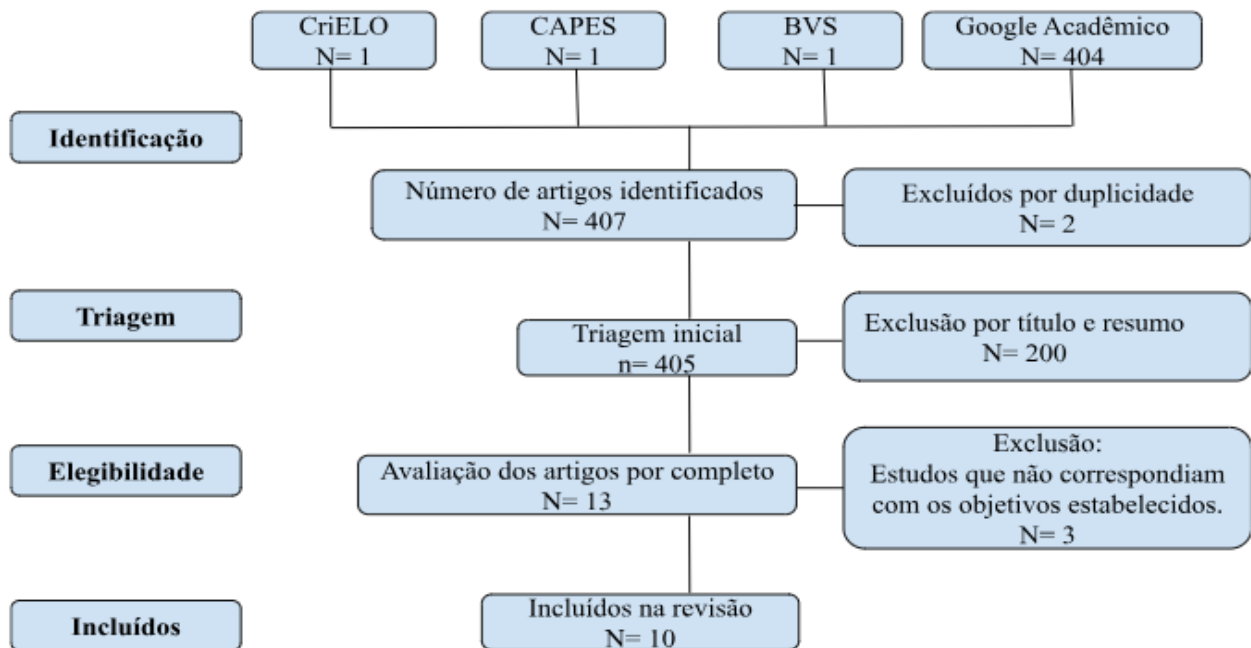 CriELO
N= 1
CAPES
N= 1
BVS
N= 1
Google Acadêmico
N= 404
Identificação
Número de artigos identificados
N= 407
Excluídos por duplicidade
N= 2
Triagem
Triagem inicial
n= 405
Exclusão por título e resumo
N= 200
Elegibilidade
Avaliação dos artigos por completo
N= 13
Exclusão:
Estudos que não correspondiam
com os objetivos estabelecidos.
N= 3
Incluídos
Incluídos na revisão
N= 10